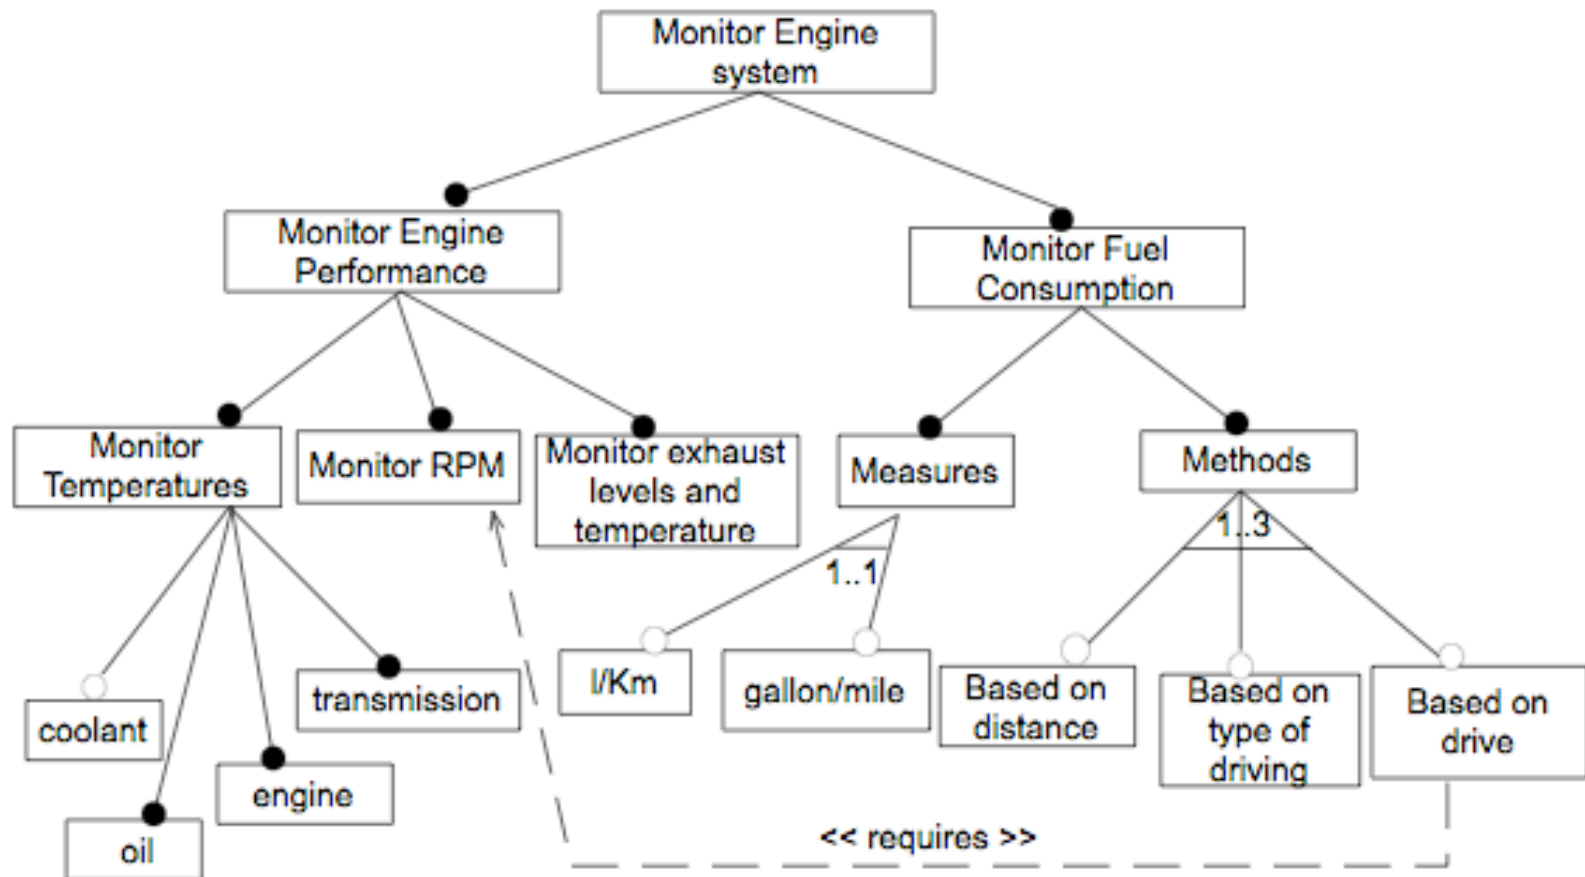 Monitor Engine
system
Monitor Engine
Performance
Monitor Fuel
Consumption
Monitor
Temperatures
Monitor RPM
Monitor exhaust
levels and
temperature
Measures
Methods
1..1
1..3
coolant
oil
engine
transmission
l/Km
gallon/mile
Based on
distance
Based on
type of
driving
Based on
drive
<< requires >>